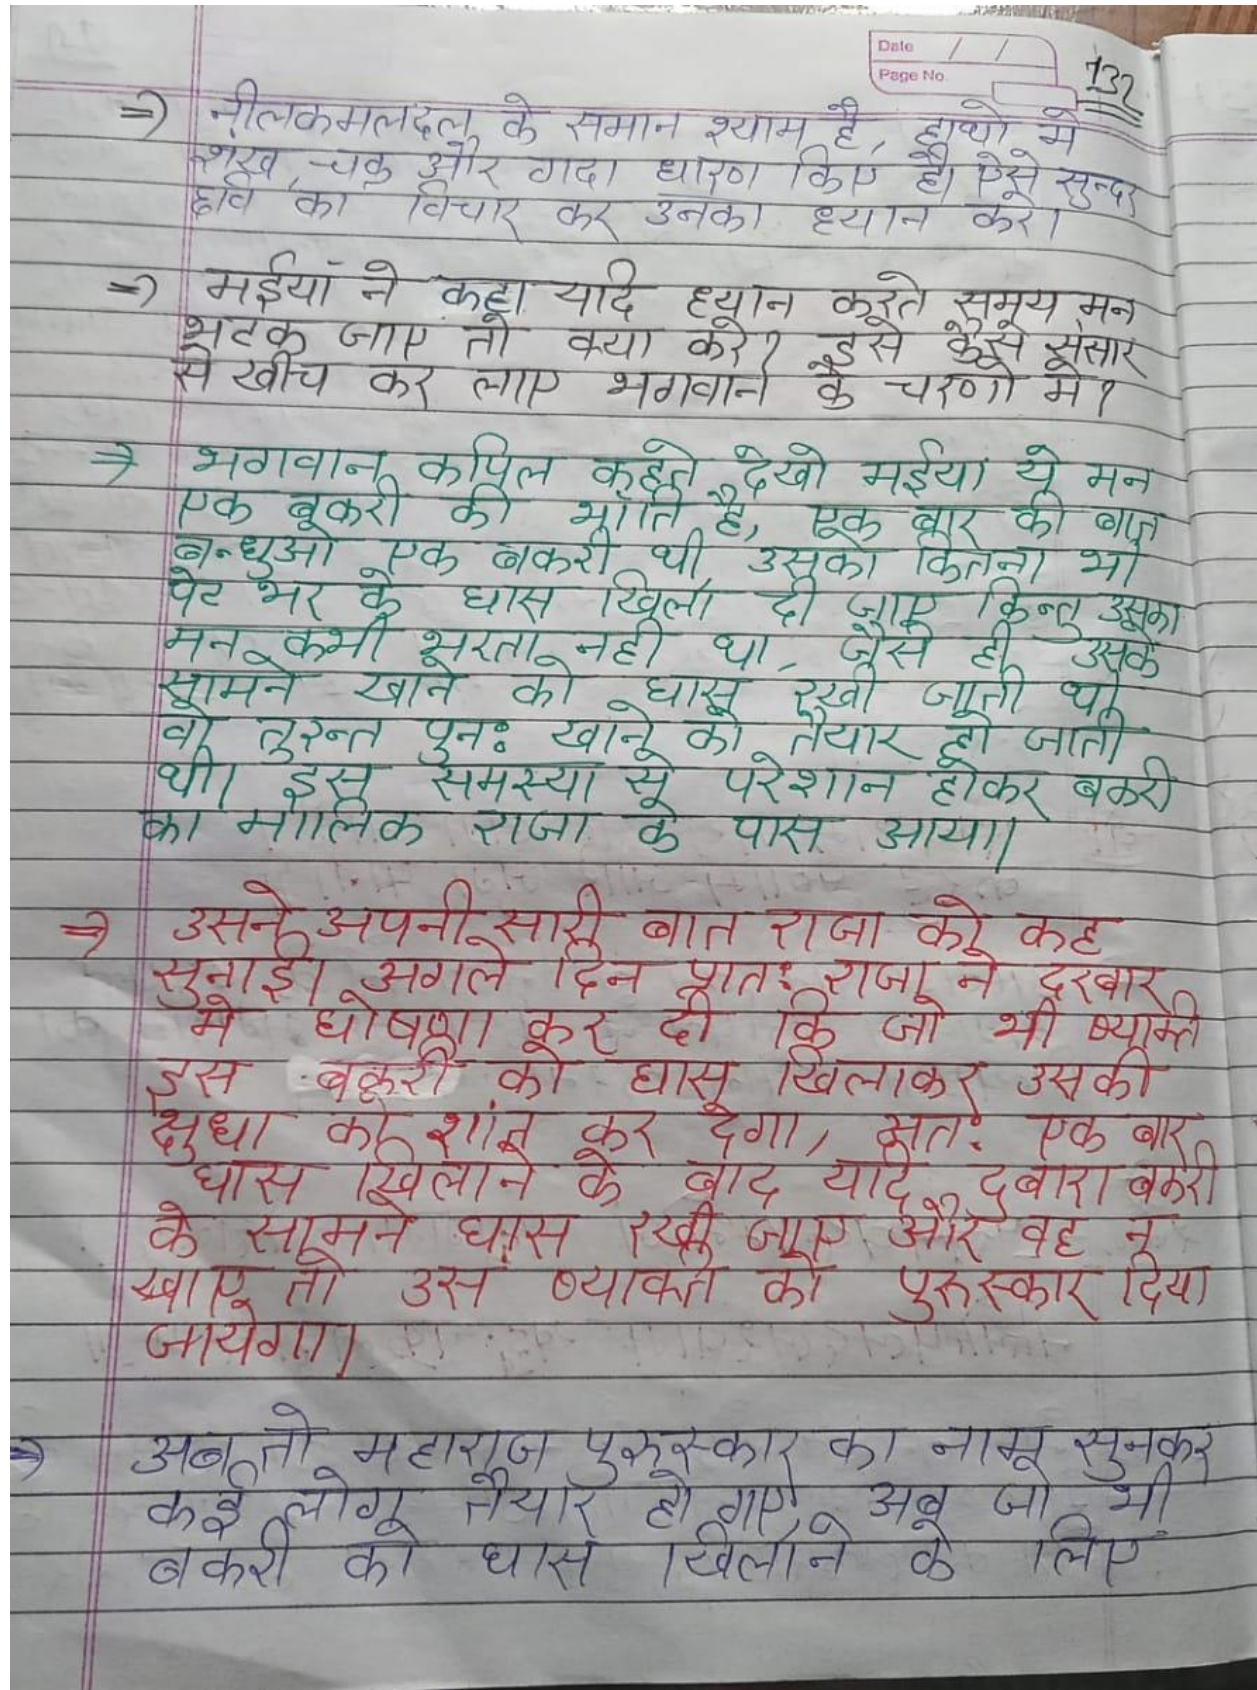 Date / /
Page No.
132
⇒ नीलकमलदल के समान श्याम है, हाथो मे
शंख, चक्र और गदा धारण किए है। ऐसे सुन्दर
छवि का विचार कर उनका ध्यान करे।
⇒ मईयां ने कहा यदि ध्यान करते समय मन
भटक जाए तो क्या करे? इसे कैसे संसार
से खीच कर लाए भगवान के चरणो मे?
⇒ भगवान कपिल कहते देखो मईयां ये मन
एक बकरी की भांति है, एक बार की बात
बन्धुओ एक बकरी थी, उसको कितना भी
पेट भर के घास खिला दी जाए किन्तु उसका
मन कभी भरता नही था, जैसे ही उसके
सामने खाने को घास रखी जाती थी
वो तुरन्त पुनः खाने को तैयार हो जाती
थी। इस समस्या से परेशान होकर बकरी
का मालिक राजा के पास आया।
⇒ उसने अपनी सारी बात राजा को कह
सुनाई। अगले दिन प्रातः राजा ने दरबार
मे घोषणा कर दी कि जो भी व्यक्ति
इस बकरी को घास खिलाकर उसकी
क्षुधा को शांत कर देगा, अतः एक बार
घास खिलाने के बाद यदि दुबारा बकरी
के सामने घास रखी जाए और वह न
खाए तो उस व्यक्ति को पुरुस्कार दिया
जायेगा।
⇒ अब तो महाराज पुरुस्कार का नाम सुनकर
कई लोग तैयार हो गए, अब जो भी
बकरी को घास खिलाने के लिए